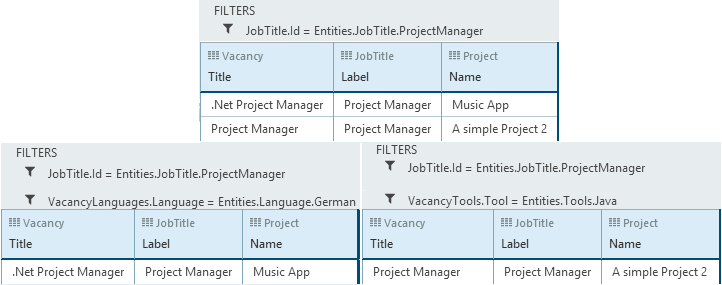 FILTERS
JobTitle.Id = Entities.JobTitle.ProjectManager
Vacancy JobTitle Project
Title Label Name
.Net Project Manager Project Manager Music App
Project Manager Project Manager A simple Project 2
FILTERS
JobTitle.Id = Entities.JobTitle.ProjectManager
VacancyLanguages.Language = Entities.Language.German
Vacancy JobTitle Project
Title Label Name
.Net Project Manager Project Manager Music App
FILTERS
JobTitle.Id = Entities.JobTitle.ProjectManager
VacancyTools.Tool = Entities.Tools.Java
Vacancy JobTitle Project
Title Label Name
Project Manager Project Manager A simple Project 2